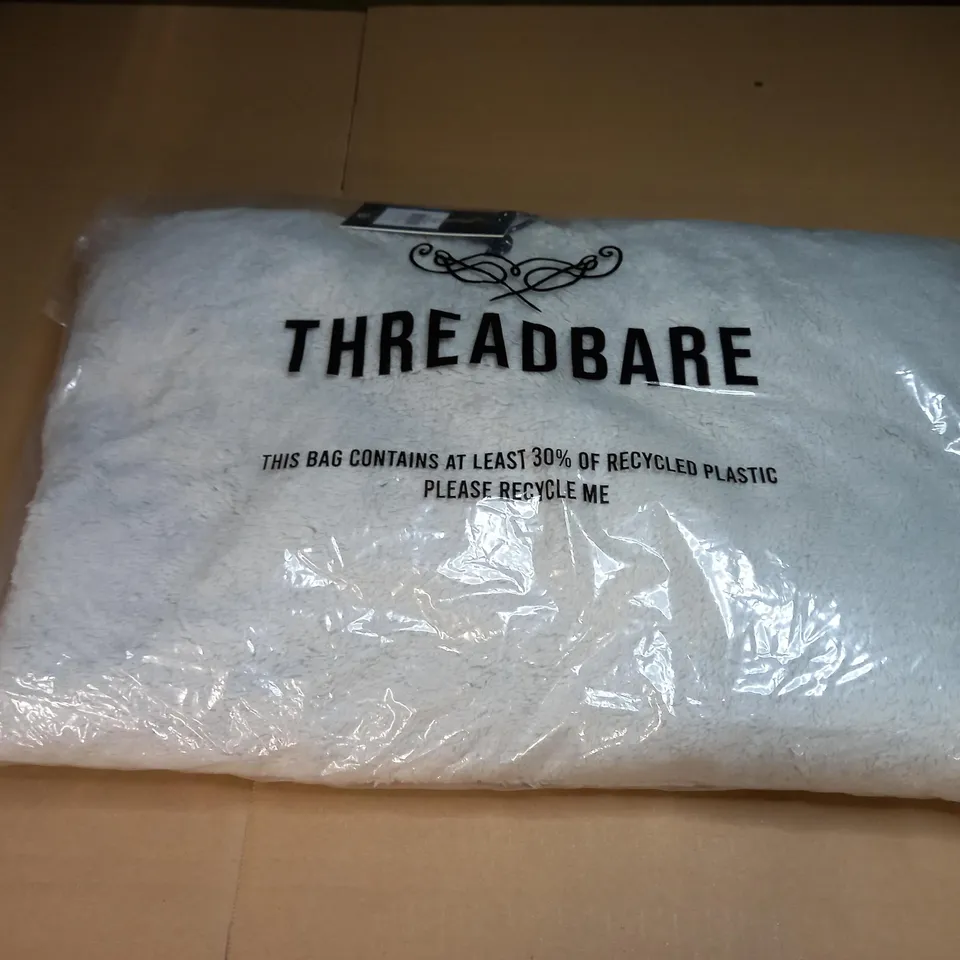 THREADBARE
THIS BAG CONTAINS AT LEAST 30% OF RECYCLED PLASTIC
PLEASE RECYCLE ME